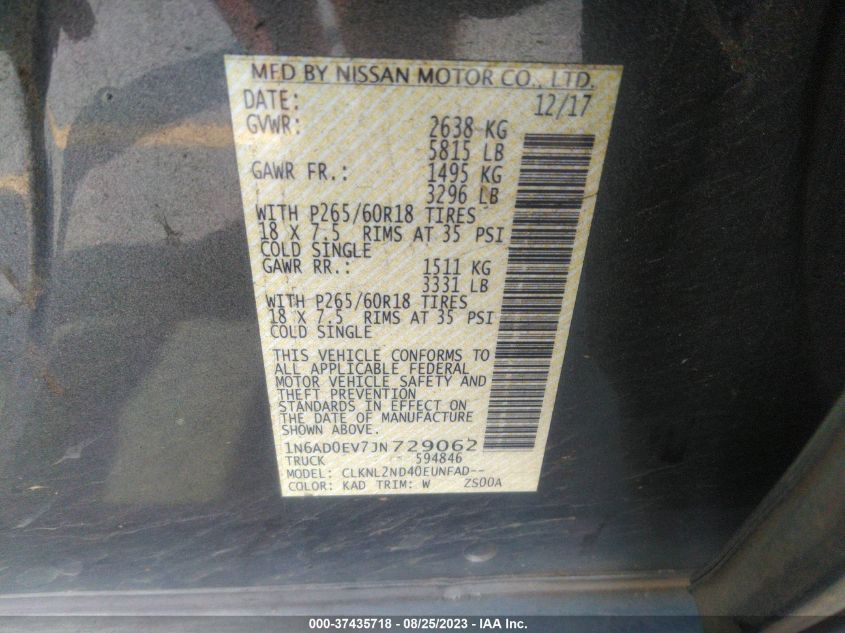 MFD BY NISSAN MOTOR CO., LTD.
DATE: 12/17
GVWR: 2638 KG
5815 LB
GAWR FR.: 1495 KG
3296 LB
WITH P265/60R18 TIRES
18 X 7.5 RIMS AT 35 PSI
COLD SINGLE
GAWR RR.: 1511 KG
3331 LB
WITH P265/60R18 TIRES
18 X 7.5 RIMS AT 35 PSI
COLD SINGLE
THIS VEHICLE CONFORMS TO
ALL APPLICABLE FEDERAL
MOTOR VEHICLE SAFETY AND
THEFT PREVENTION
STANDARDS IN EFFECT ON
THE DATE OF MANUFACTURE
SHOWN ABOVE.
1N6AD0EV7JN729062
TRUCK 594846
MODEL: CLKNL2ND40EUNFAD--
COLOR: KAD TRIM: W ZS00A
000-37435718 - 08/25/2023 - IAA Inc.